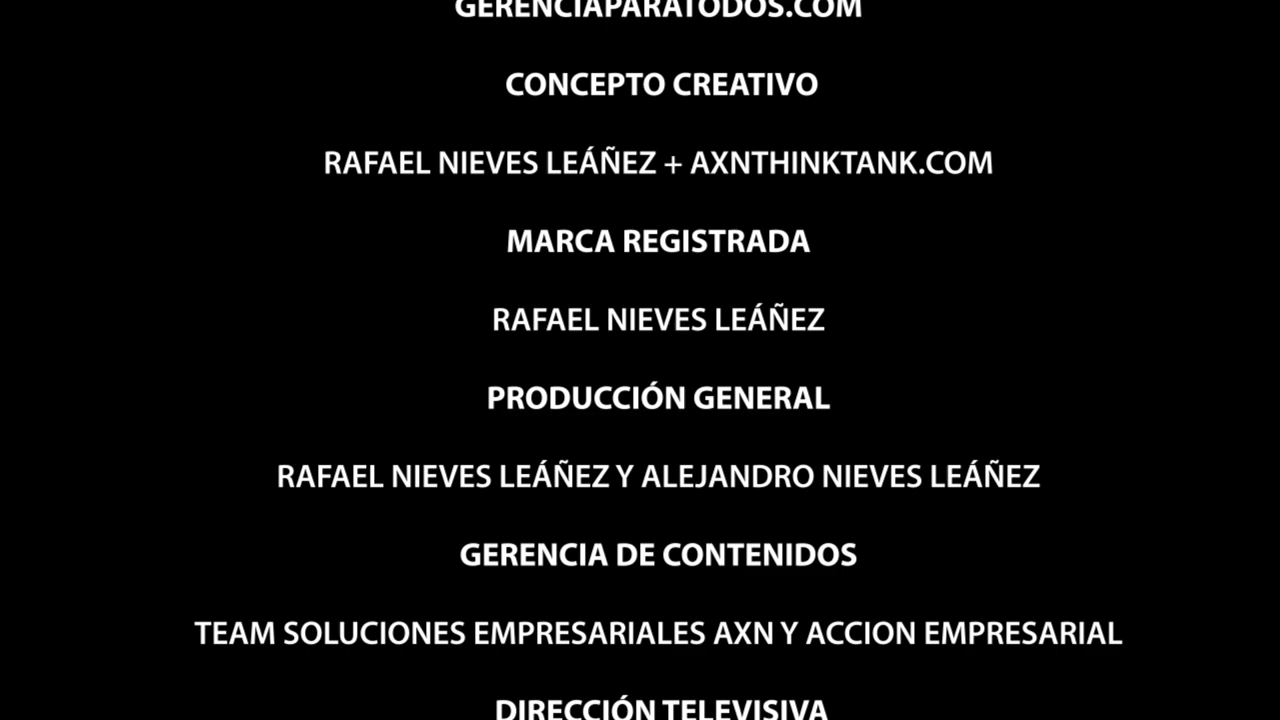 GERENCIAPARATODOS.COM
CONCEPTO CREATIVO
RAFAEL NIEVES LEÁÑEZ + AXNTHINKTANK.COM
MARCA REGISTRADA
RAFAEL NIEVES LEÁÑEZ
PRODUCCIÓN GENERAL
RAFAEL NIEVES LEÁÑEZ Y ALEJANDRO NIEVES LEÁÑEZ
GERENCIA DE CONTENIDOS
TEAM SOLUCIONES EMPRESARIALES AXN Y ACCION EMPRESARIAL
DIRECCIÓN TELEVISIVA